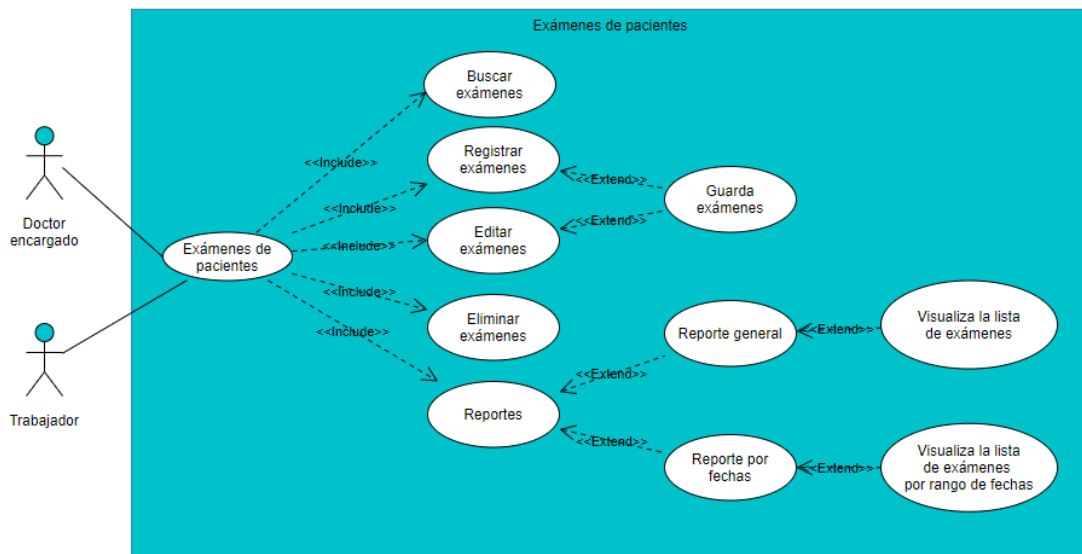 Exámenes de pacientes
Buscar
exámenes
<<Include>>
Registrar
exámenes
<<Extend>>
Guarda
exámenes
<<Include>>
<<Extend>>
Doctor
encargado
Exámenes de
pacientes
<<Include>>
Editar
exámenes
<<Include>>
Eliminar
exámenes
<<Include>>
Reporte general
<<Extend>>
Visualiza la lista
de exámenes
<<Extend>>
Trabajador
Reportes
<<Extend>>
Reporte por
fechas
<<Extend>>
Visualiza la lista
de exámenes
por rango de fechas